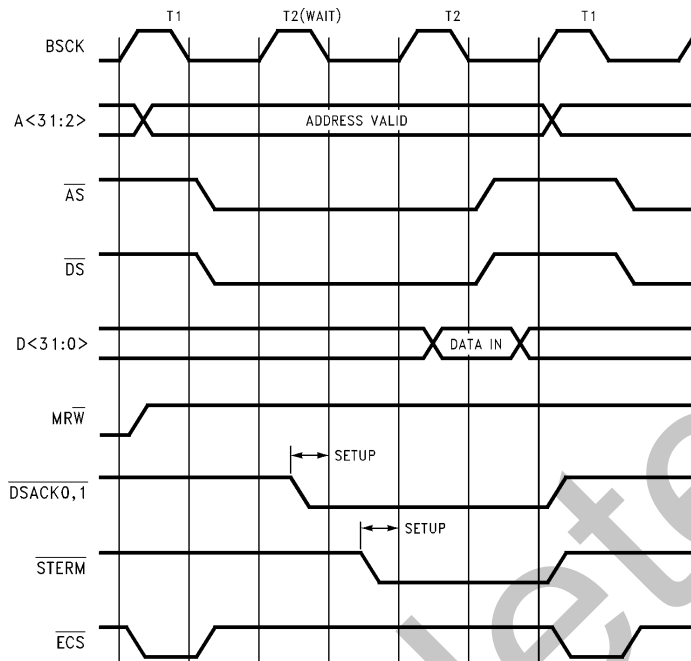 T1 T2(WAIT) T2 T1
BSCK
A<31:2> ADDRESS VALID
AS
DS
D<31:0> DATA IN
MRW
SETUP
DSACK0,1
SETUP
STERM
ECS